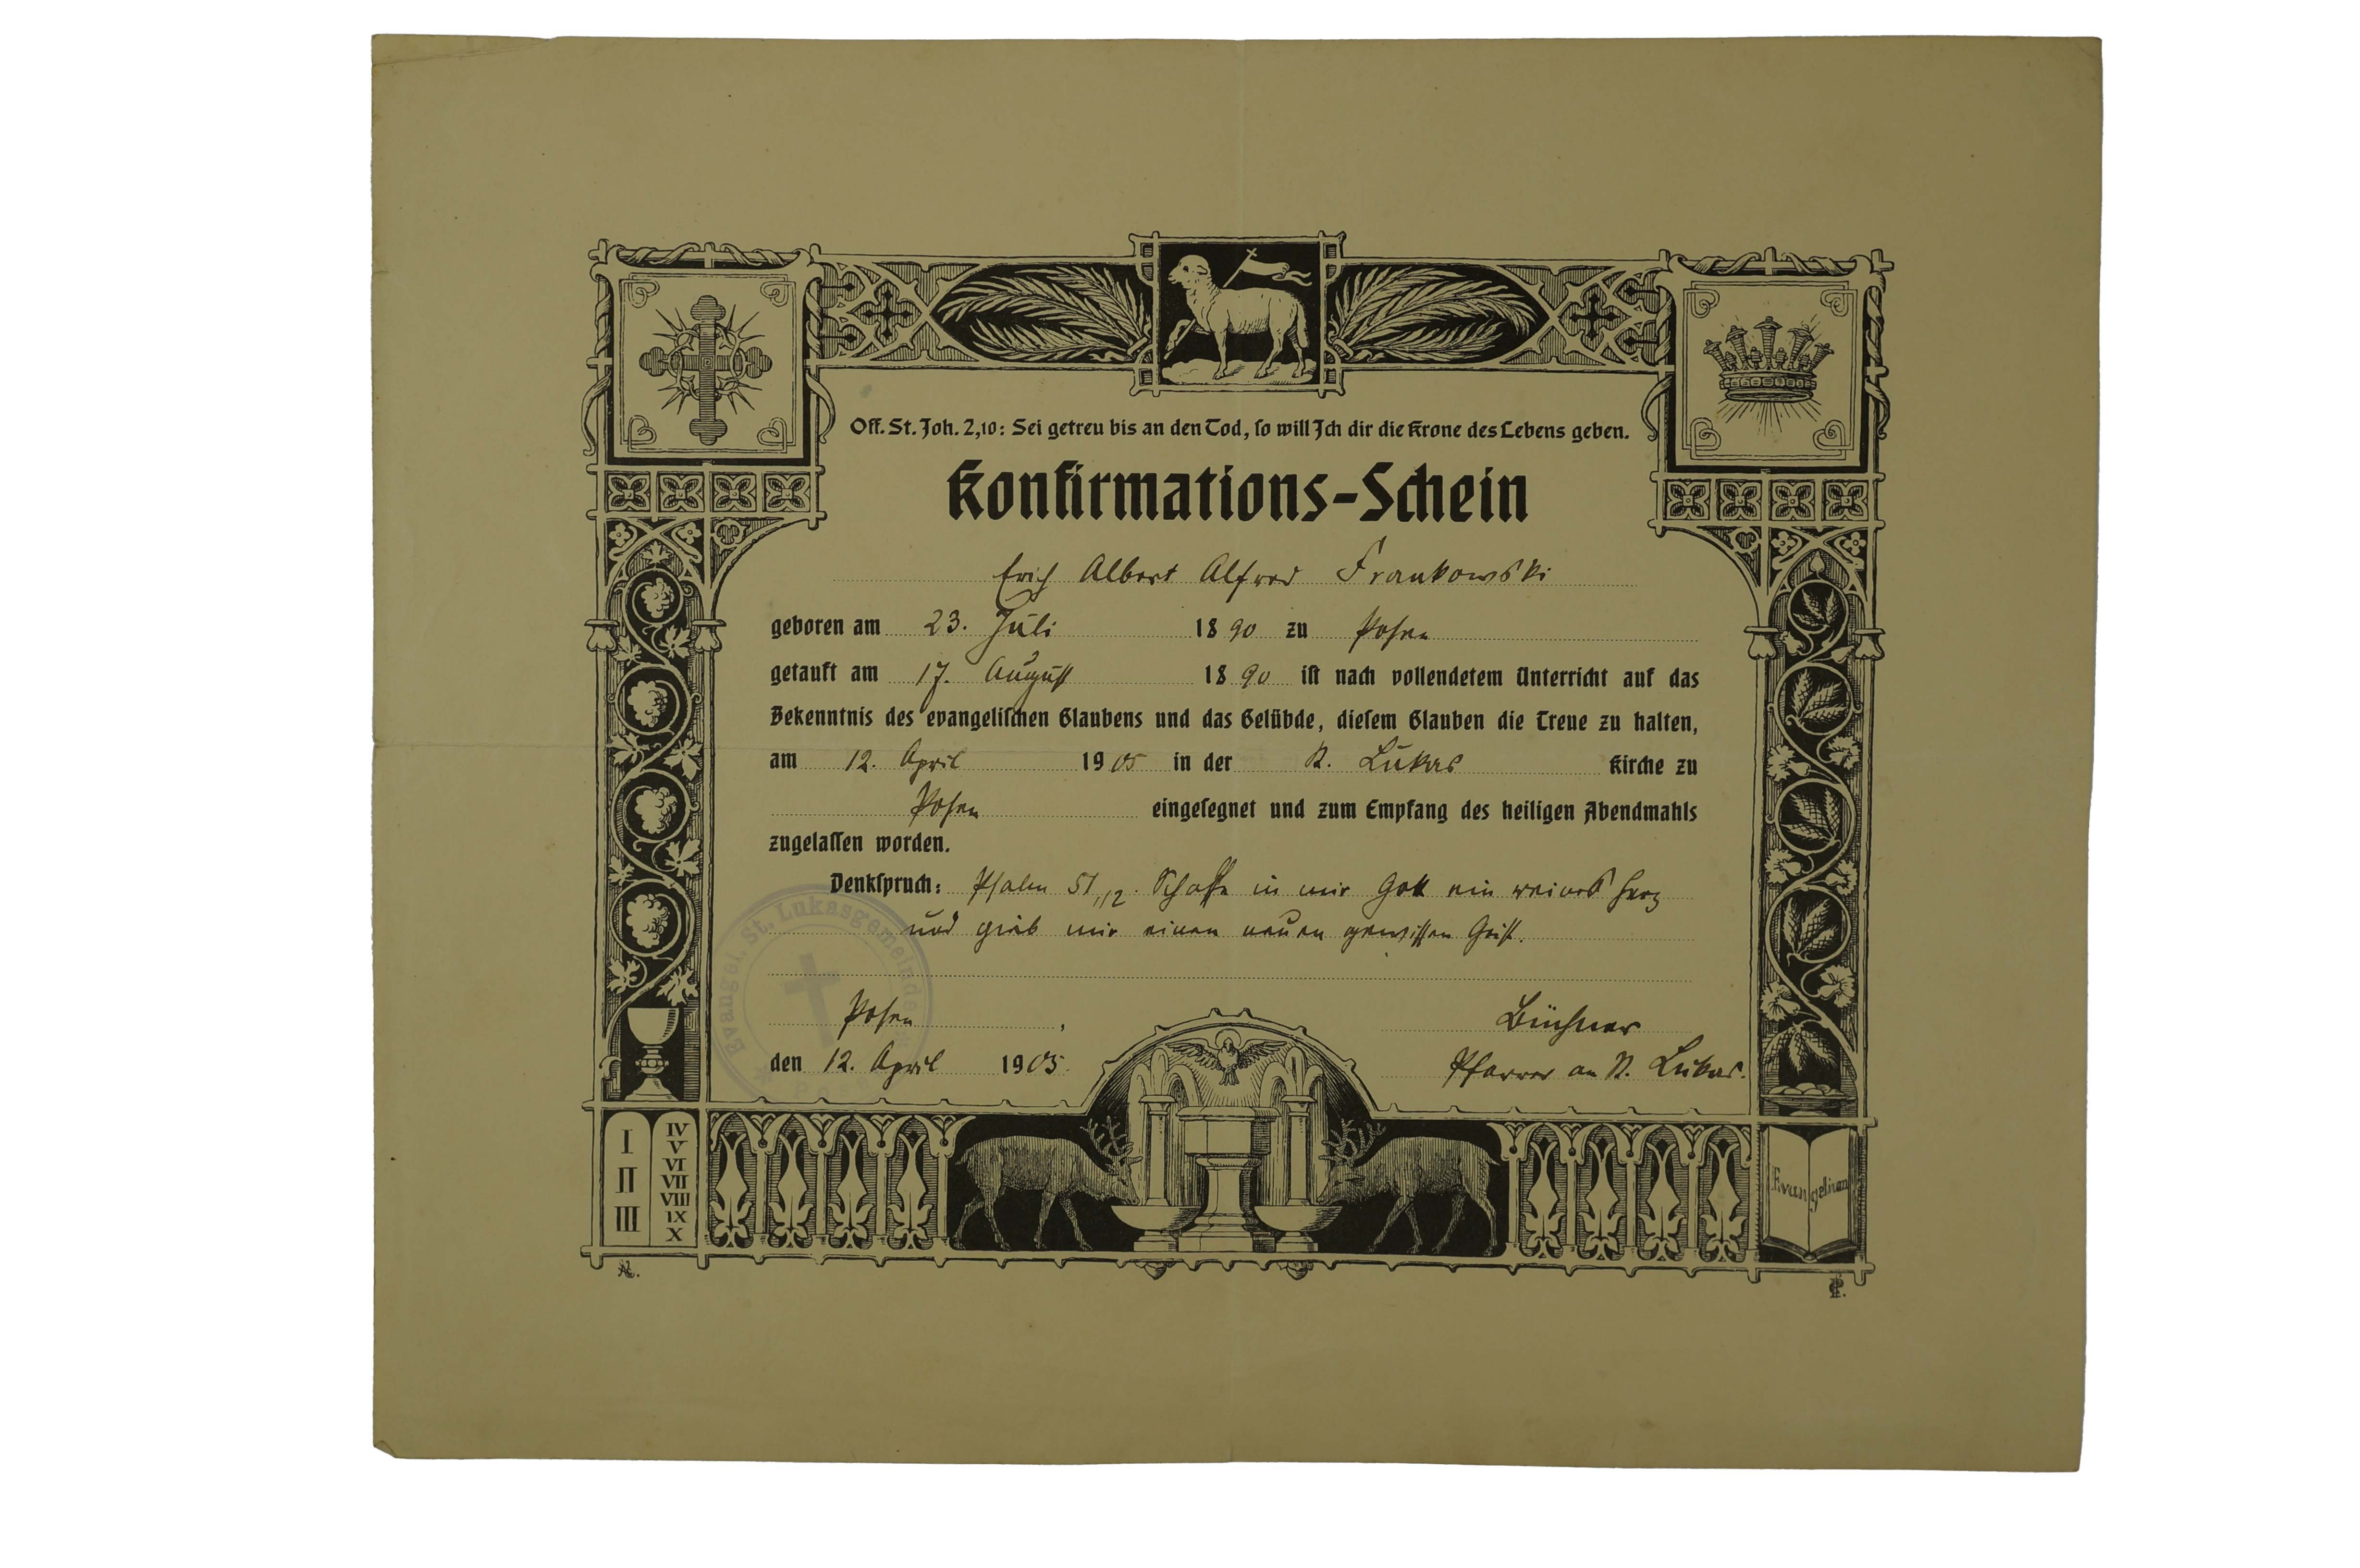 Off. St. Joh. 2,10: Sei getreu bis an den Tod, so will Ich dir die Krone des Lebens geben.
Konfirmations-Schein
Erich Albert Alfred Frankowski
geboren am 23. Juli 1890 zu Posen
getauft am 17. August 1890 ist nach vollendetem Unterricht auf das
Bekenntnis des evangelischen Glaubens und das Gelübde, diesem Glauben die Treue zu halten,
am 12. April 1905 in der St. Lukas Kirche zu
Posen eingesegnet und zum Empfang des heiligen Abendmahls
zugelassen worden.
Denkspruch: Psalm 51,12. Schaffe in mir Gott ein reines Herz
und gieb mir einen neuen gewissen Geist.
Evangel. St. Lukasgemeinde
Posen
Büchner
den 12. April 1905.
Pfarrer an St. Lukas.
I
II
III
IV
V
VI
VII
VIII
IX
X
Evangelium